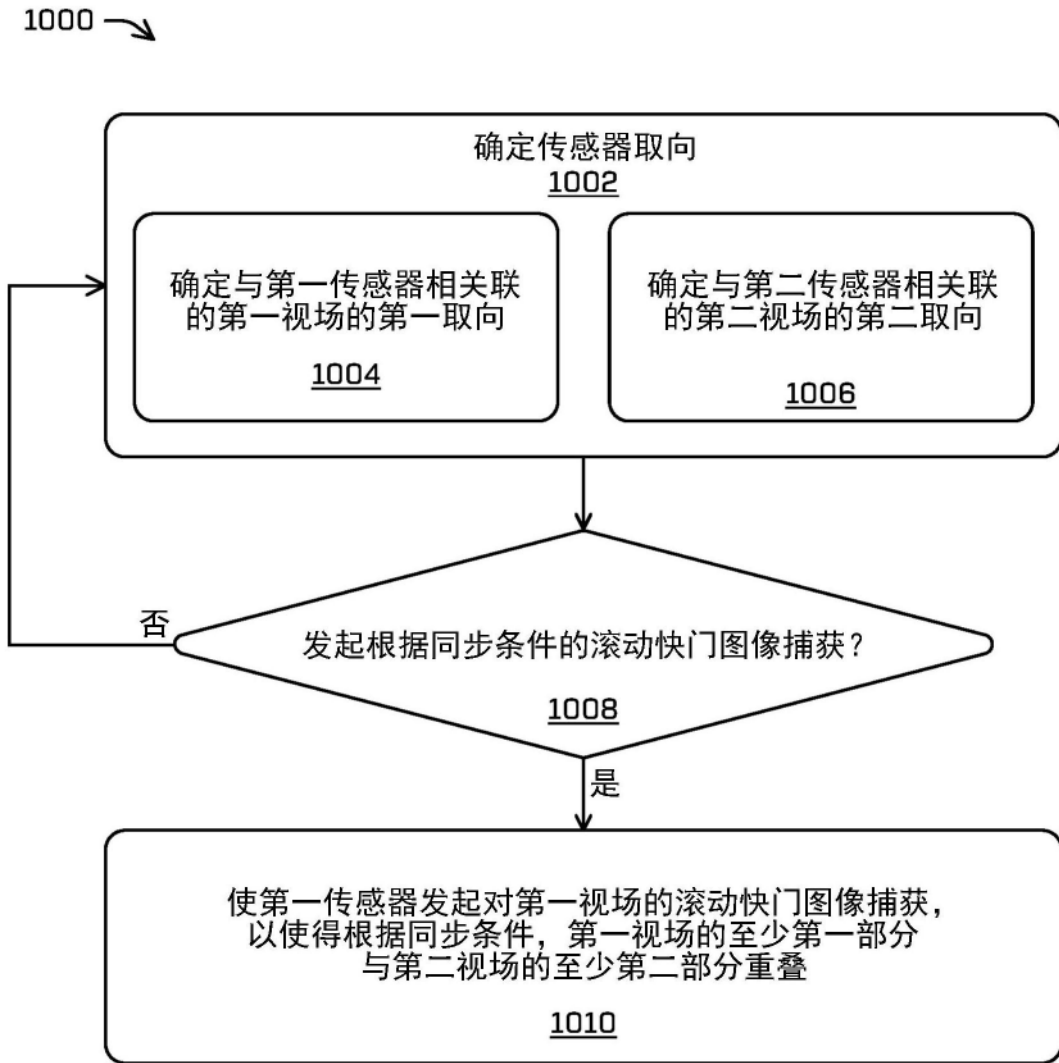 1000
确定传感器取向
1002
确定与第一传感器相关联
的第一视场的第一取向
1004
确定与第二传感器相关联
的第二视场的第二取向
1006
否
发起根据同步条件的滚动快门图像捕获？
1008
是
使第一传感器发起对第一视场的滚动快门图像捕获，
以使得根据同步条件，第一视场的至少第一部分
与第二视场的至少第二部分重叠
1010